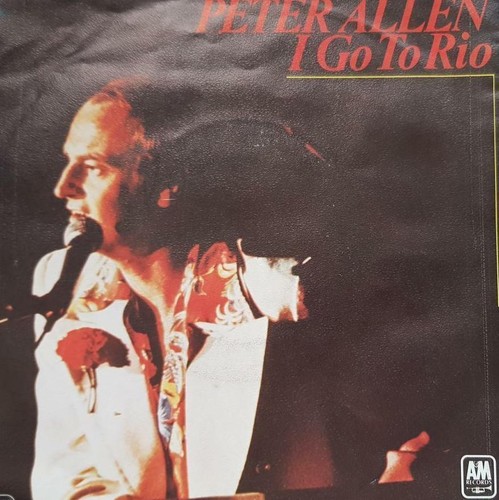 PETER ALLEN
I Go To Rio
A&M
RECORDS